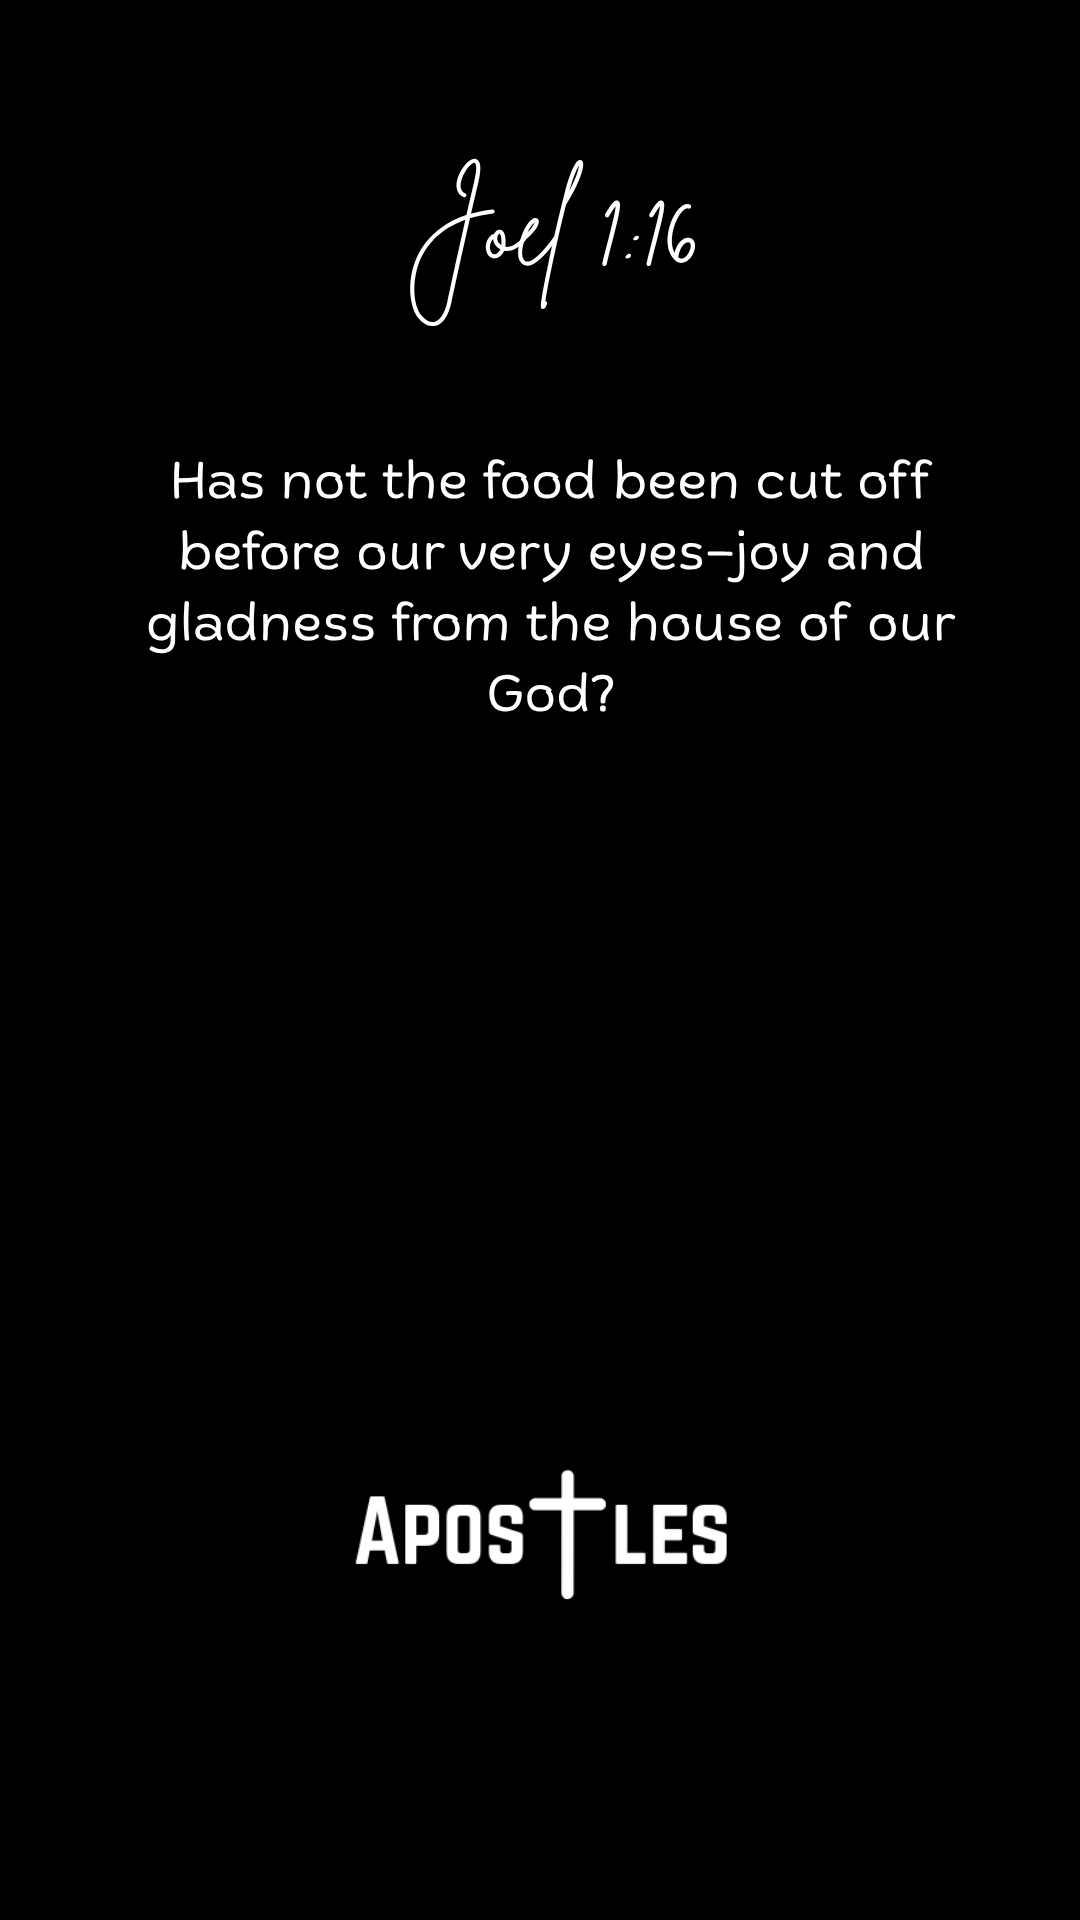 Joel 1:16
Has not the food been cut off
before our very eyes–joy and
gladness from the house of our
God?
APOSTLES